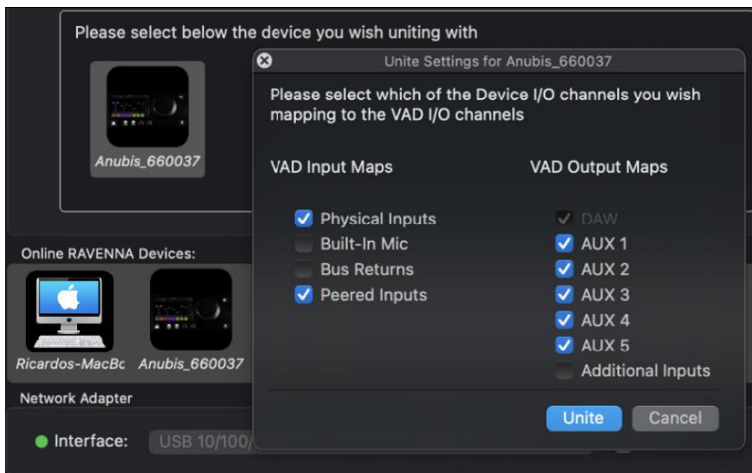 Please select below the device you wish uniting with
Anubis_660037
Unite Settings for Anubis_660037
Please select which of the Device I/O channels you wish
mapping to the VAD I/O channels
VAD Input Maps
Physical Inputs
Built-In Mic
Bus Returns
Peered Inputs
VAD Output Maps
DAW
AUX 1
AUX 2
AUX 3
AUX 4
AUX 5
Additional Inputs
Unite
Cancel
Online RAVENNA Devices:
Ricardos-MacBc
Anubis_660037
Network Adapter
Interface:
USB 10/100/